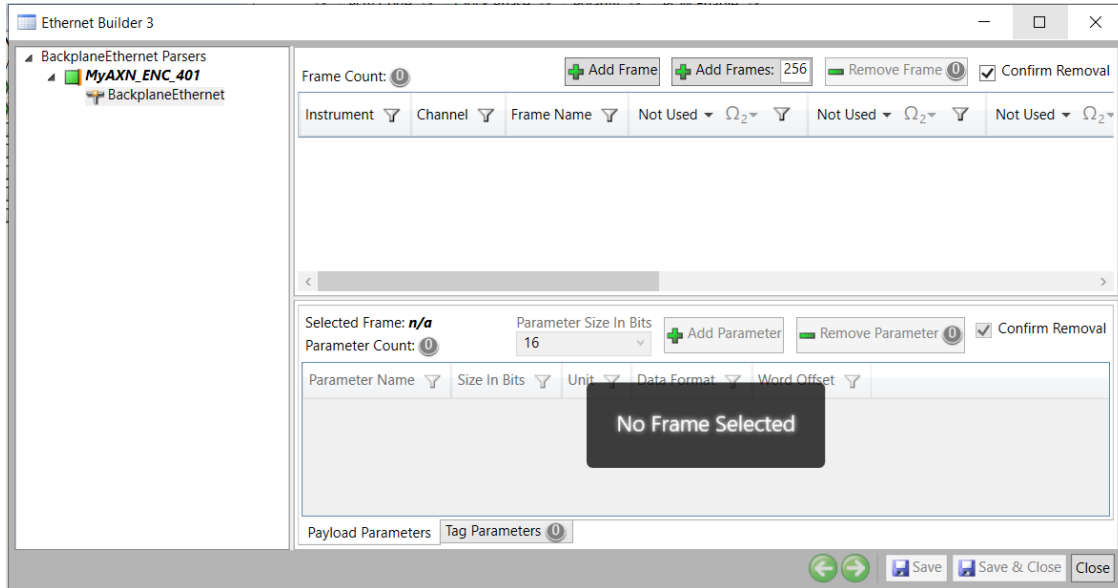 Ethernet Builder 3
BackplaneEthernet Parsers
MyAXN_ENC_401
BackplaneEthernet
Frame Count: 0
Add Frame
Add Frames: 256
Remove Frame 0
Confirm Removal
Instrument Channel Frame Name Not Used Ω2 Not Used Ω2 Not Used Ω2
Selected Frame: n/a
Parameter Count: 0
Parameter Size In Bits
16
Add Parameter
Remove Parameter 0
Confirm Removal
Parameter Name Size In Bits Unit Data Format Word Offset
No Frame Selected
Payload Parameters Tag Parameters 0
Save Save & Close Close